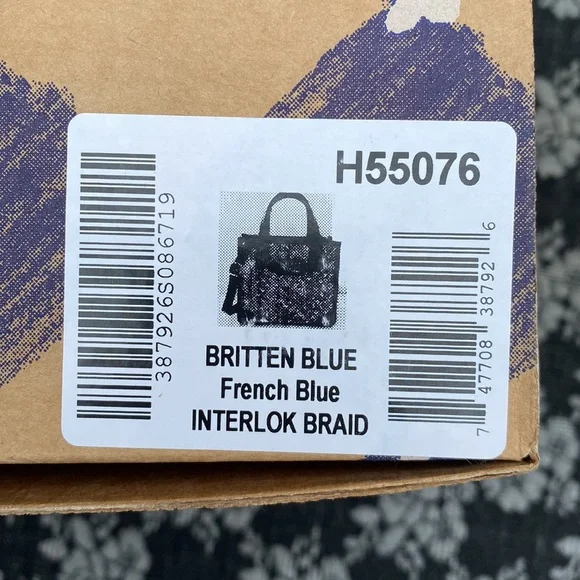 H55076
387926S086719
BRITTEN BLUE
French Blue
INTERLOK BRAID
7 47708 38792 6